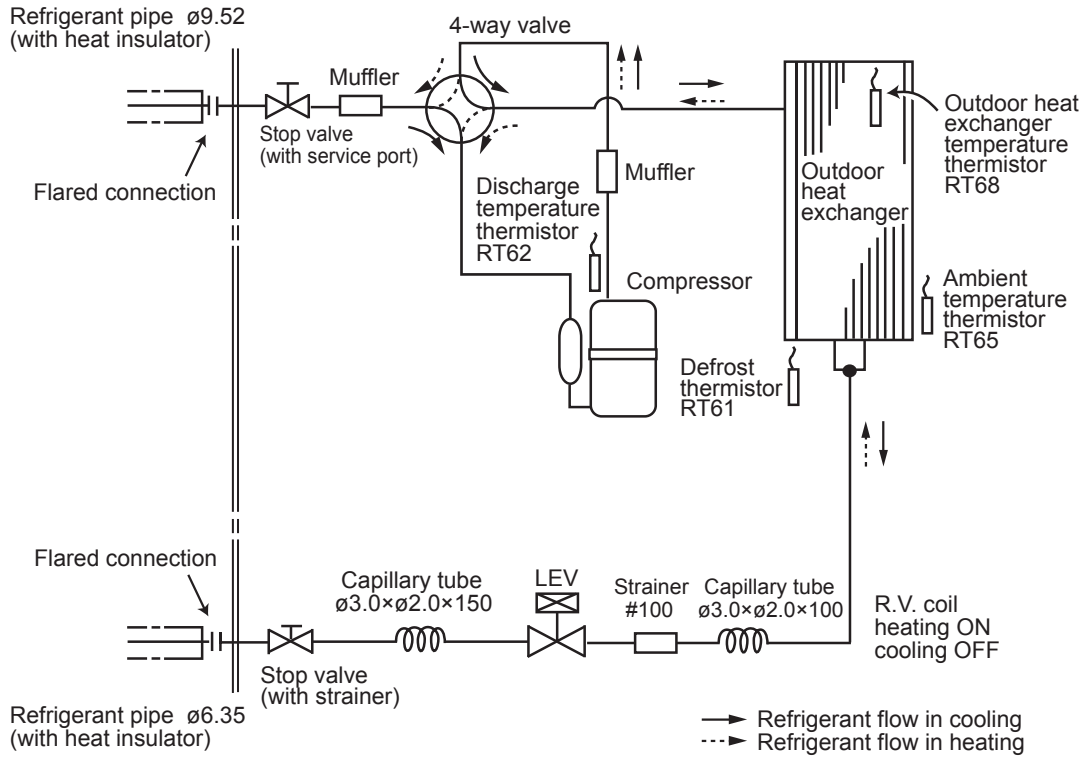 Refrigerant pipe ø9.52
(with heat insulator)
4-way valve
Muffler
Stop valve
(with service port)
Flared connection
Discharge
temperature
thermistor
RT62
Muffler
Compressor
Outdoor
heat
exchanger
Outdoor heat
exchanger
temperature
thermistor
RT68
Ambient
temperature
thermistor
RT65
Defrost
thermistor
RT61
Flared connection
Capillary tube
ø3.0×ø2.0×150
LEV
Strainer
#100
Capillary tube
ø3.0×ø2.0×100
R.V. coil
heating ON
cooling OFF
Stop valve
(with strainer)
Refrigerant pipe ø6.35
(with heat insulator)
Refrigerant flow in cooling
Refrigerant flow in heating